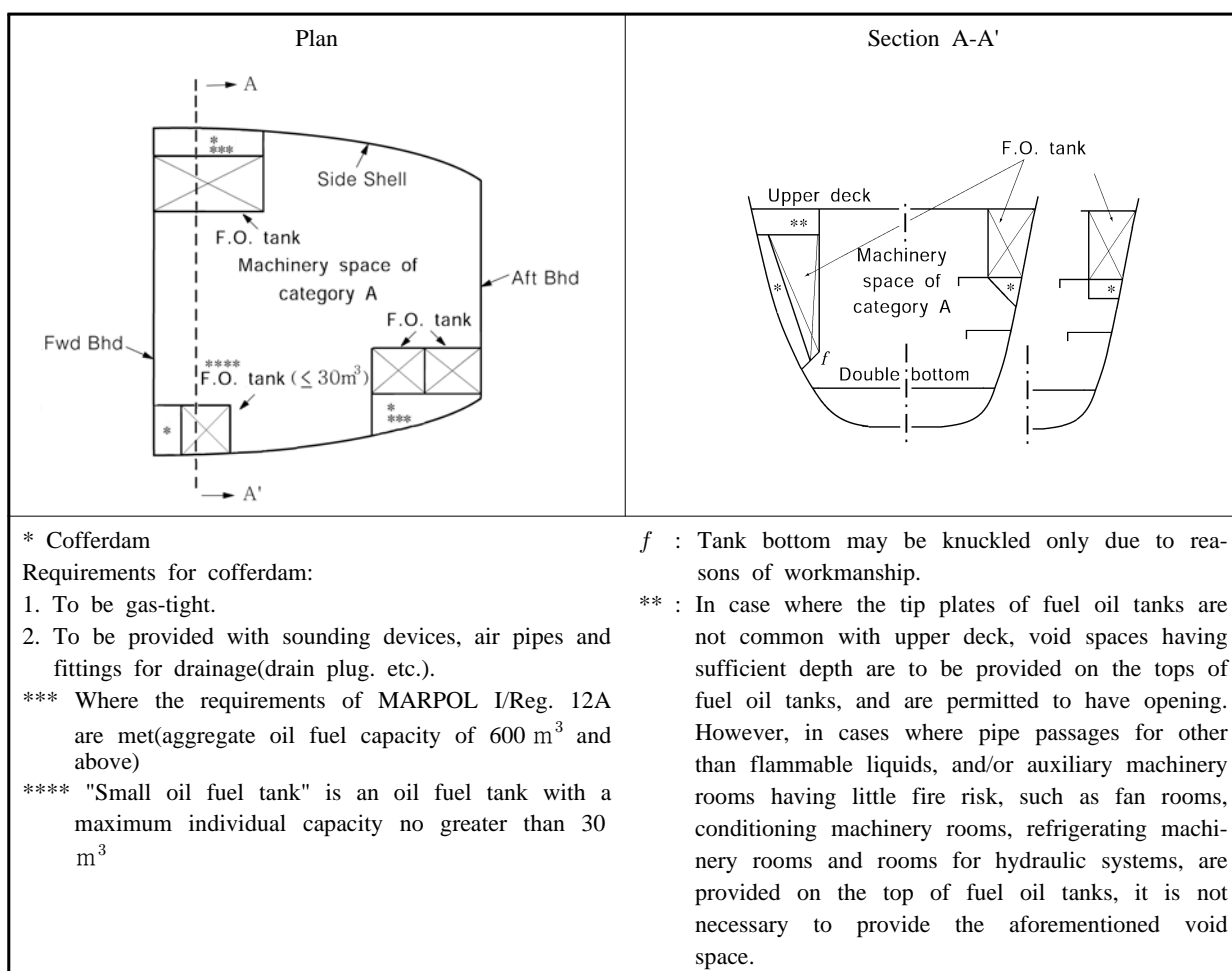 Plan
A
*
***
Side Shell
F.O. tank
Machinery space of
category A
Aft Bhd
F.O. tank
Fwd Bhd
****
F.O. tank (≤ 30m³)
*
***
*
A'
Section A-A'
F.O. tank
Upper deck
**
Machinery
space of
category A
*
*
*
f
Double bottom
* Cofferdam
Requirements for cofferdam:
1. To be gas-tight.
2. To be provided with sounding devices, air pipes and
fittings for drainage(drain plug. etc.).
*** Where the requirements of MARPOL I/Reg. 12A
are met(aggregate oil fuel capacity of 600 m³ and
above)
**** "Small oil fuel tank" is an oil fuel tank with a
maximum individual capacity no greater than 30
m³
f : Tank bottom may be knuckled only due to rea-
sons of workmanship.
** : In case where the tip plates of fuel oil tanks are
not common with upper deck, void spaces having
sufficient depth are to be provided on the tops of
fuel oil tanks, and are permitted to have opening.
However, in cases where pipe passages for other
than flammable liquids, and/or auxiliary machinery
rooms having little fire risk, such as fan rooms,
conditioning machinery rooms, refrigerating machi-
nery rooms and rooms for hydraulic systems, are
provided on the top of fuel oil tanks, it is not
necessary to provide the aforementioned void
space.